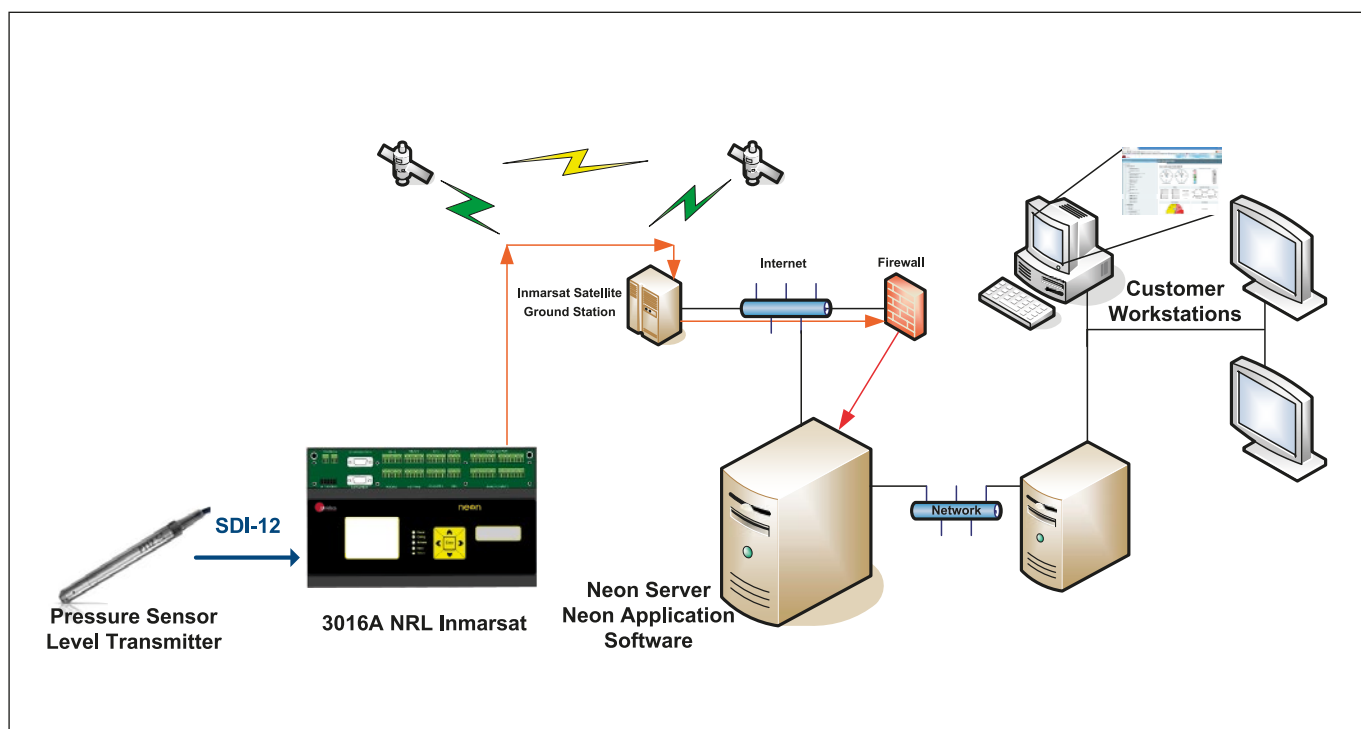 Internet
Firewall
Inmarsat Satellite
Ground Station
Customer
Workstations
SDI-12
neon
Network
Pressure Sensor
Level Transmitter
3016A NRL Inmarsat
Neon Server
Neon Application
Software